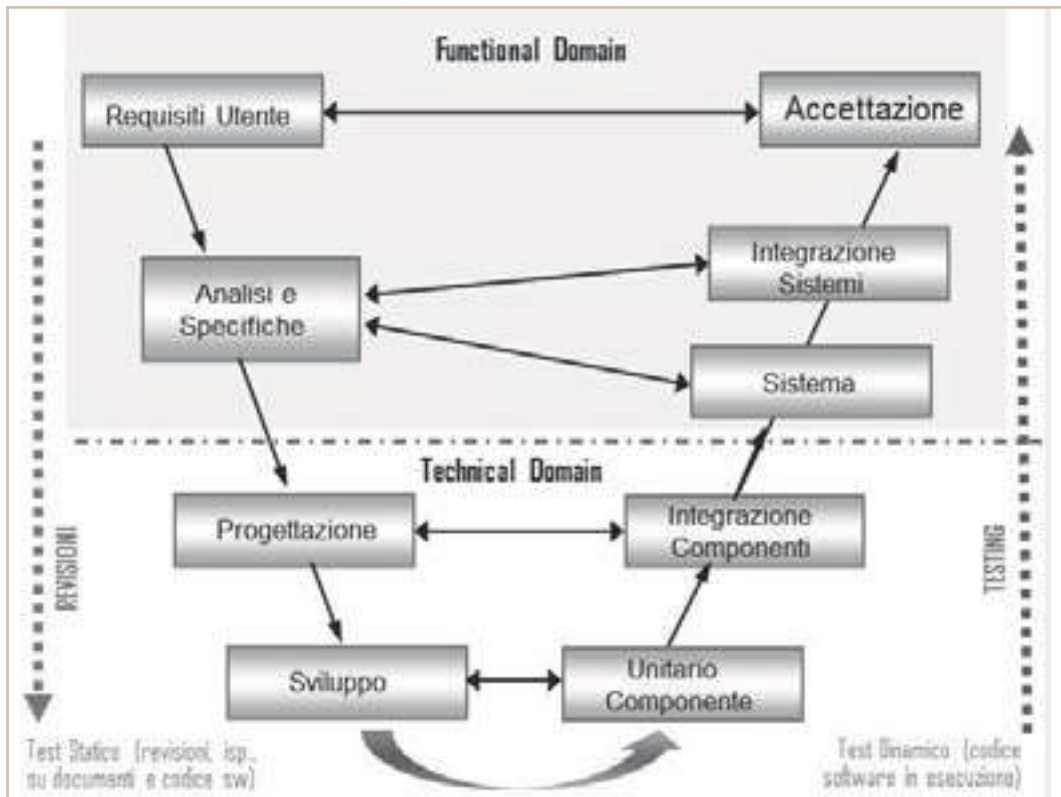 Functional Domain
Requisiti Utente
Accettazione
Analisi e
Specifiche
Integrazione
Sistemi
Sistema
Technical Domain
Progettazione
Integrazione
Componenti
Sviluppo
Unitario
Componente
REVISIONI
TESTING
Test Statico (revisioni, isp.,
su documenti e codice sw)
Test Dinamico (codice
software in esecuzione)